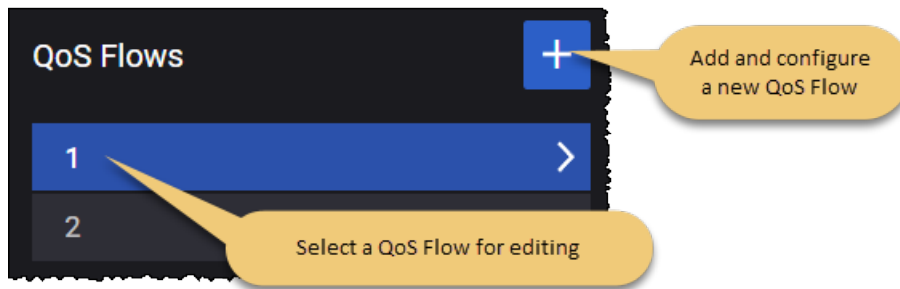 QoS Flows
+
Add and configure
a new QoS Flow
1
Select a QoS Flow for editing
2